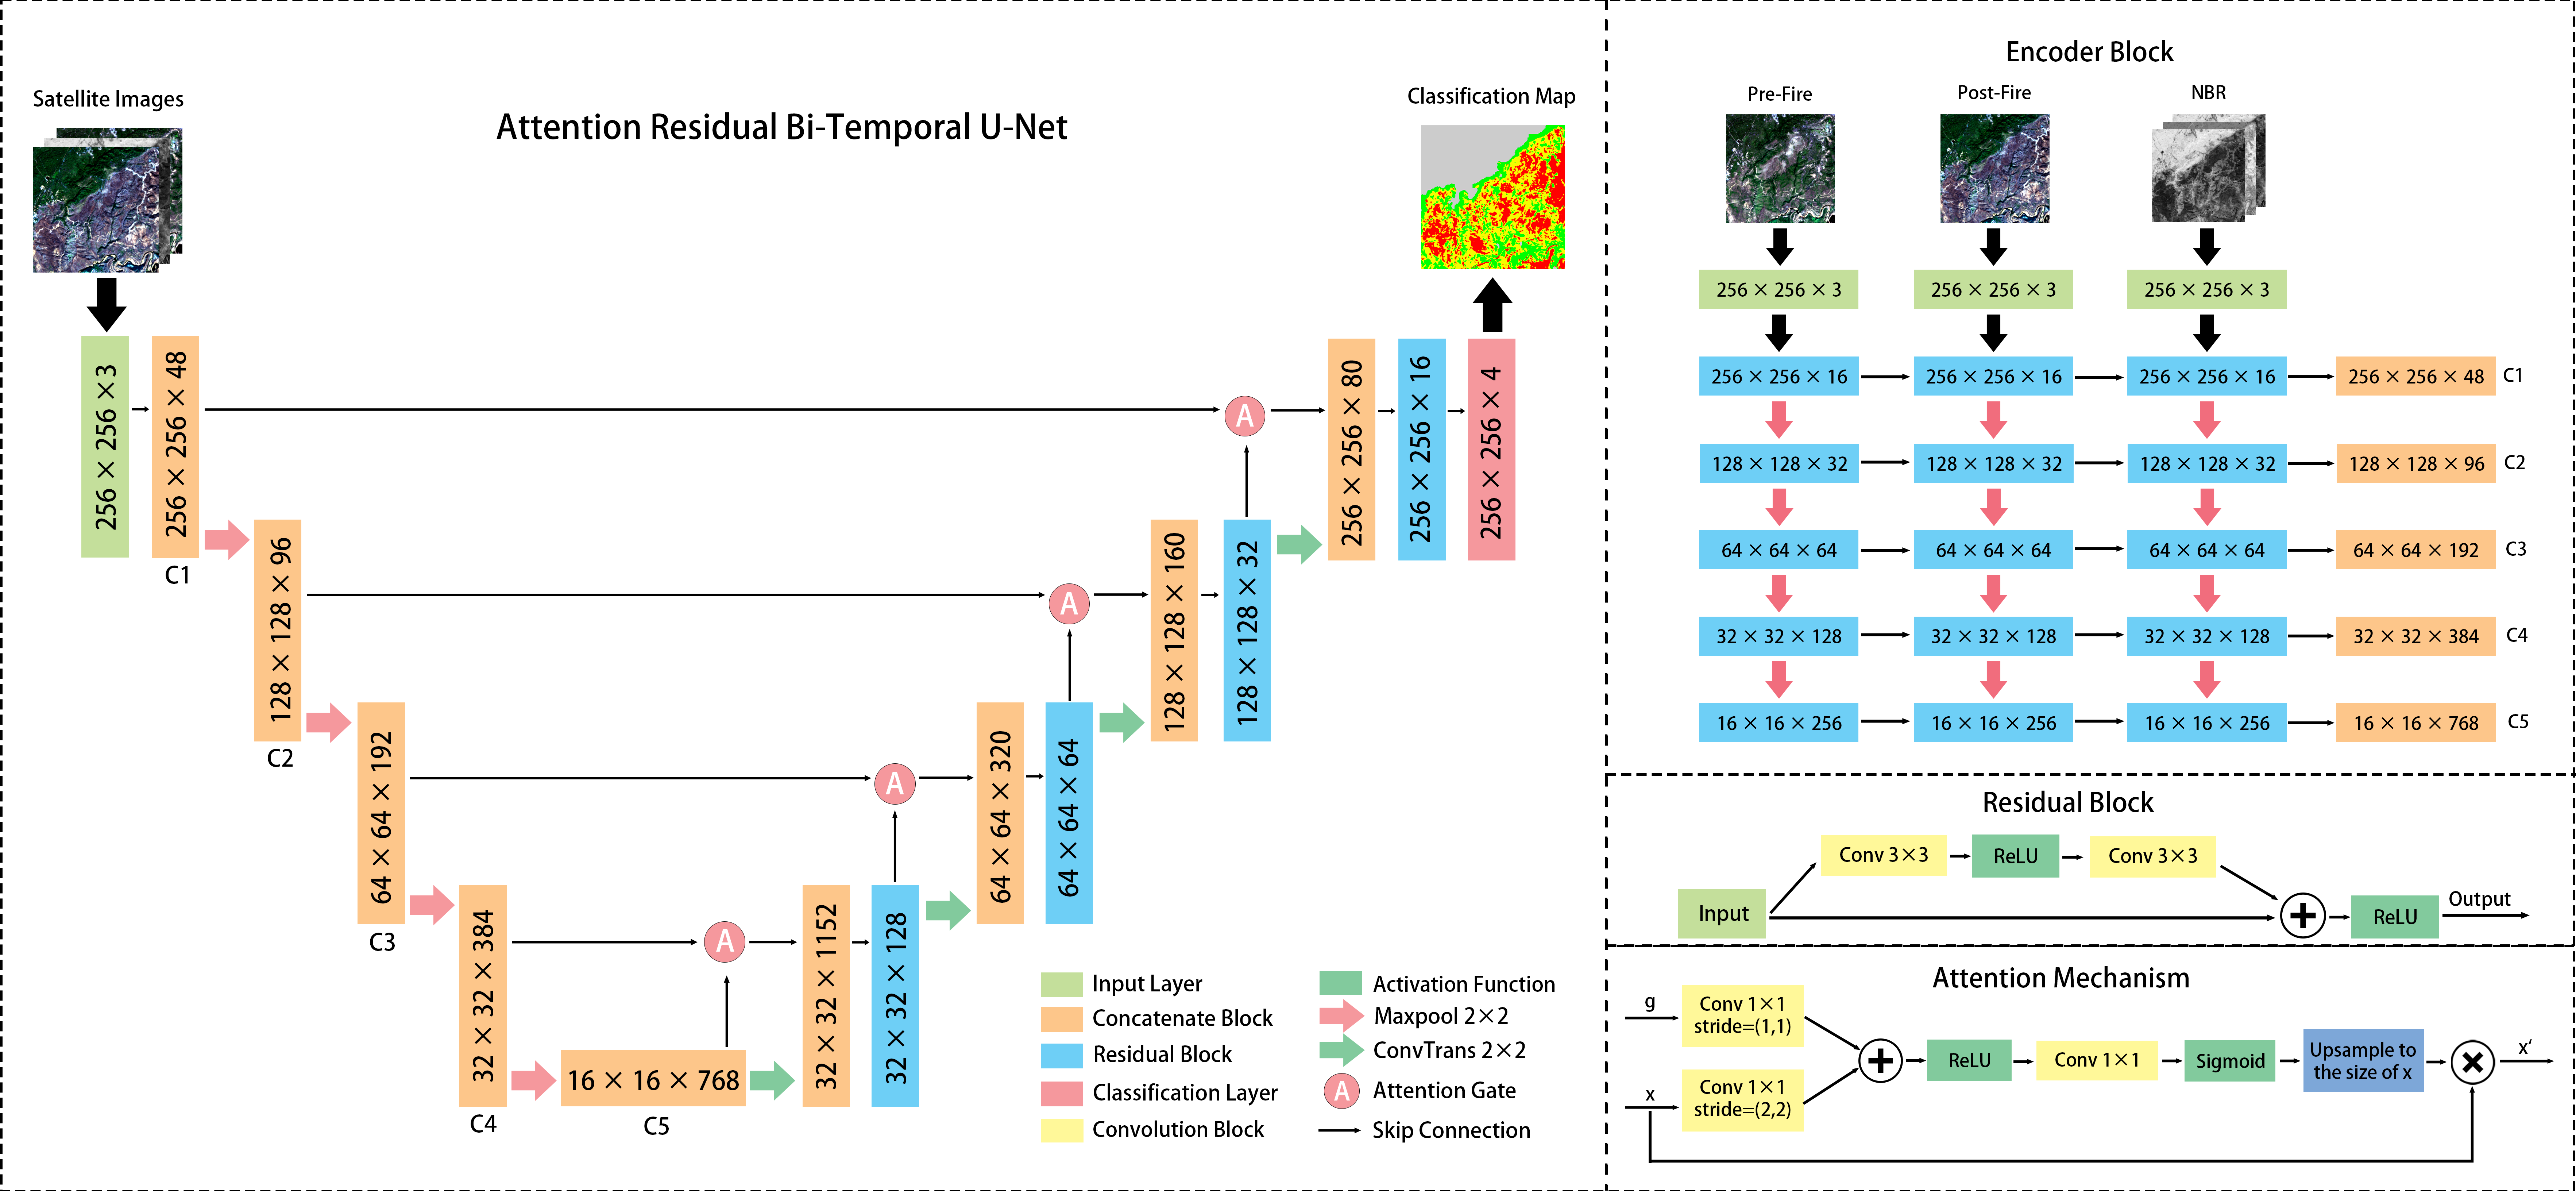 Attention Residual Bi-Temporal U-Net
Satellite Images
Classification Map
256 × 256 × 3
256 × 256 × 48
C1
128 × 128 × 96
C2
64 × 64 × 192
C3
32 × 32 × 384
C4
16 × 16 × 768
C5
A
32 × 32 × 1152
32 × 32 × 128
A
64 × 64 × 320
64 × 64 × 64
A
128 × 128 × 160
128 × 128 × 32
A
256 × 256 × 80
256 × 256 × 16
256 × 256 × 4
Input Layer
Concatenate Block
Residual Block
Classification Layer
Convolution Block
Activation Function
Maxpool 2×2
ConvTrans 2×2
A Attention Gate
Skip Connection
Encoder Block
Pre-Fire Post-Fire NBR
256 × 256 × 3 256 × 256 × 3 256 × 256 × 3
256 × 256 × 16 256 × 256 × 16 256 × 256 × 16 256 × 256 × 48 C1
128 × 128 × 32 128 × 128 × 32 128 × 128 × 32 128 × 128 × 96 C2
64 × 64 × 64 64 × 64 × 64 64 × 64 × 64 64 × 64 × 192 C3
32 × 32 × 128 32 × 32 × 128 32 × 32 × 128 32 × 32 × 384 C4
16 × 16 × 256 16 × 16 × 256 16 × 16 × 256 16 × 16 × 768 C5
Residual Block
Input
Conv 3×3 ReLU Conv 3×3
+ ReLU Output
Attention Mechanism
g
Conv 1×1
stride=(1,1)
x
Conv 1×1
stride=(2,2)
+ ReLU Conv 1×1 Sigmoid
Upsample to
the size of x
× x‘